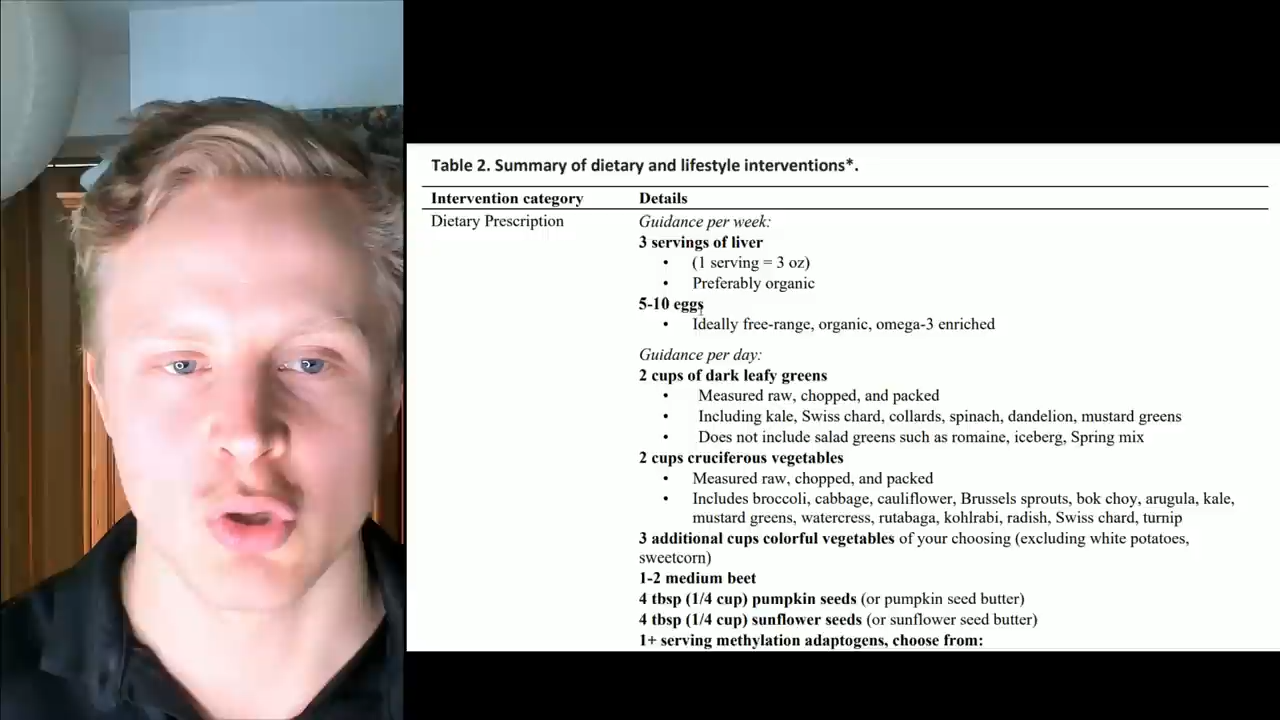 Table 2. Summary of dietary and lifestyle interventions*.
Intervention category Details
Dietary Prescription Guidance per week:
3 servings of liver
• (1 serving = 3 oz)
• Preferably organic
5-10 eggs
• Ideally free-range, organic, omega-3 enriched
Guidance per day:
2 cups of dark leafy greens
• Measured raw, chopped, and packed
• Including kale, Swiss chard, collards, spinach, dandelion, mustard greens
• Does not include salad greens such as romaine, iceberg, Spring mix
2 cups cruciferous vegetables
• Measured raw, chopped, and packed
• Includes broccoli, cabbage, cauliflower, Brussels sprouts, bok choy, arugula, kale,
mustard greens, watercress, rutabaga, kohlrabi, radish, Swiss chard, turnip
3 additional cups colorful vegetables of your choosing (excluding white potatoes,
sweetcorn)
1-2 medium beet
4 tbsp (1/4 cup) pumpkin seeds (or pumpkin seed butter)
4 tbsp (1/4 cup) sunflower seeds (or sunflower seed butter)
1+ serving methylation adaptogens, choose from: